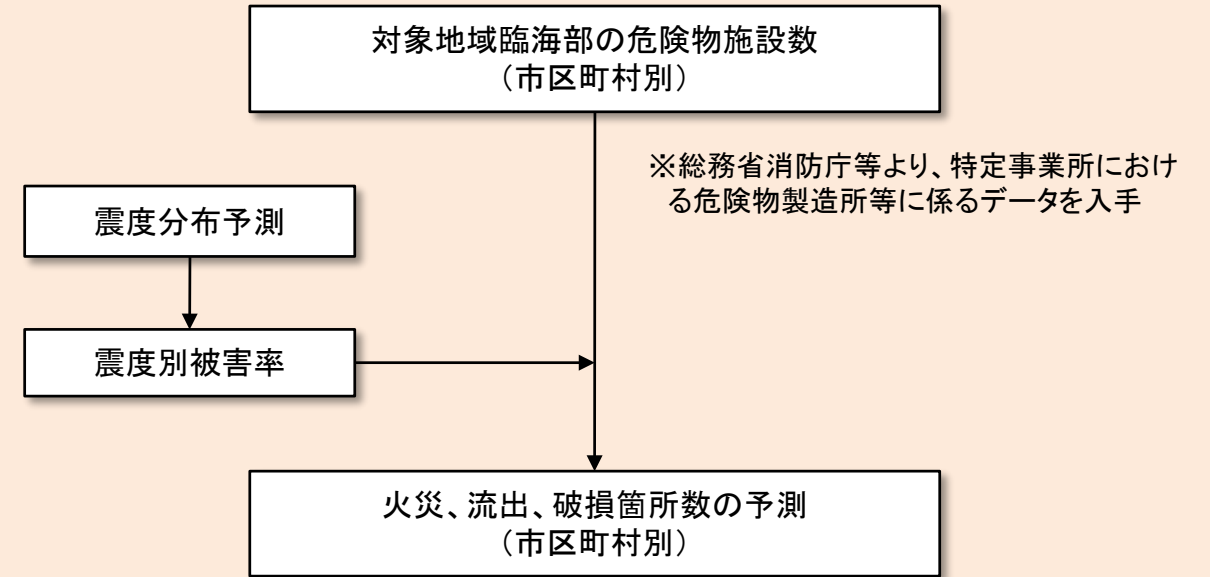 対象地域臨海部の危険物施設数
（市区町村別）
※総務省消防庁等より、特定事業所におけ
る危険物製造所等に係るデータを入手
震度分布予測
震度別被害率
火災、流出、破損箇所数の予測
（市区町村別）